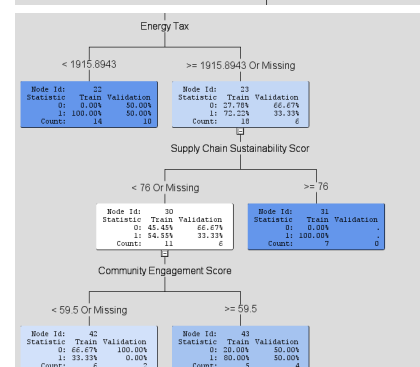 Energy Tax
< 1915.8943
>= 1915.8943 Or Missing
Node Id: 22
Statistic Train Validation
0: 0.00% 50.00%
1: 100.00% 50.00%
Count: 14 10
Node Id: 23
Statistic Train Validation
0: 27.78% 66.67%
1: 72.22% 33.33%
Count: 18 6
Supply Chain Sustainability Scor
< 76 Or Missing
>= 76
Node Id: 30
Statistic Train Validation
0: 45.45% 66.67%
1: 54.55% 33.33%
Count: 11 6
Node Id: 31
Statistic Train Validation
0: 0.00% .
1: 100.00% .
Count: 7 0
Community Engagement Score
< 59.5 Or Missing
>= 59.5
Node Id: 42
Statistic Train Validation
0: 66.67% 100.00%
1: 33.33% 0.00%
Count: 6 2
Node Id: 43
Statistic Train Validation
0: 20.00% 50.00%
1: 80.00% 50.00%
Count: 5 4